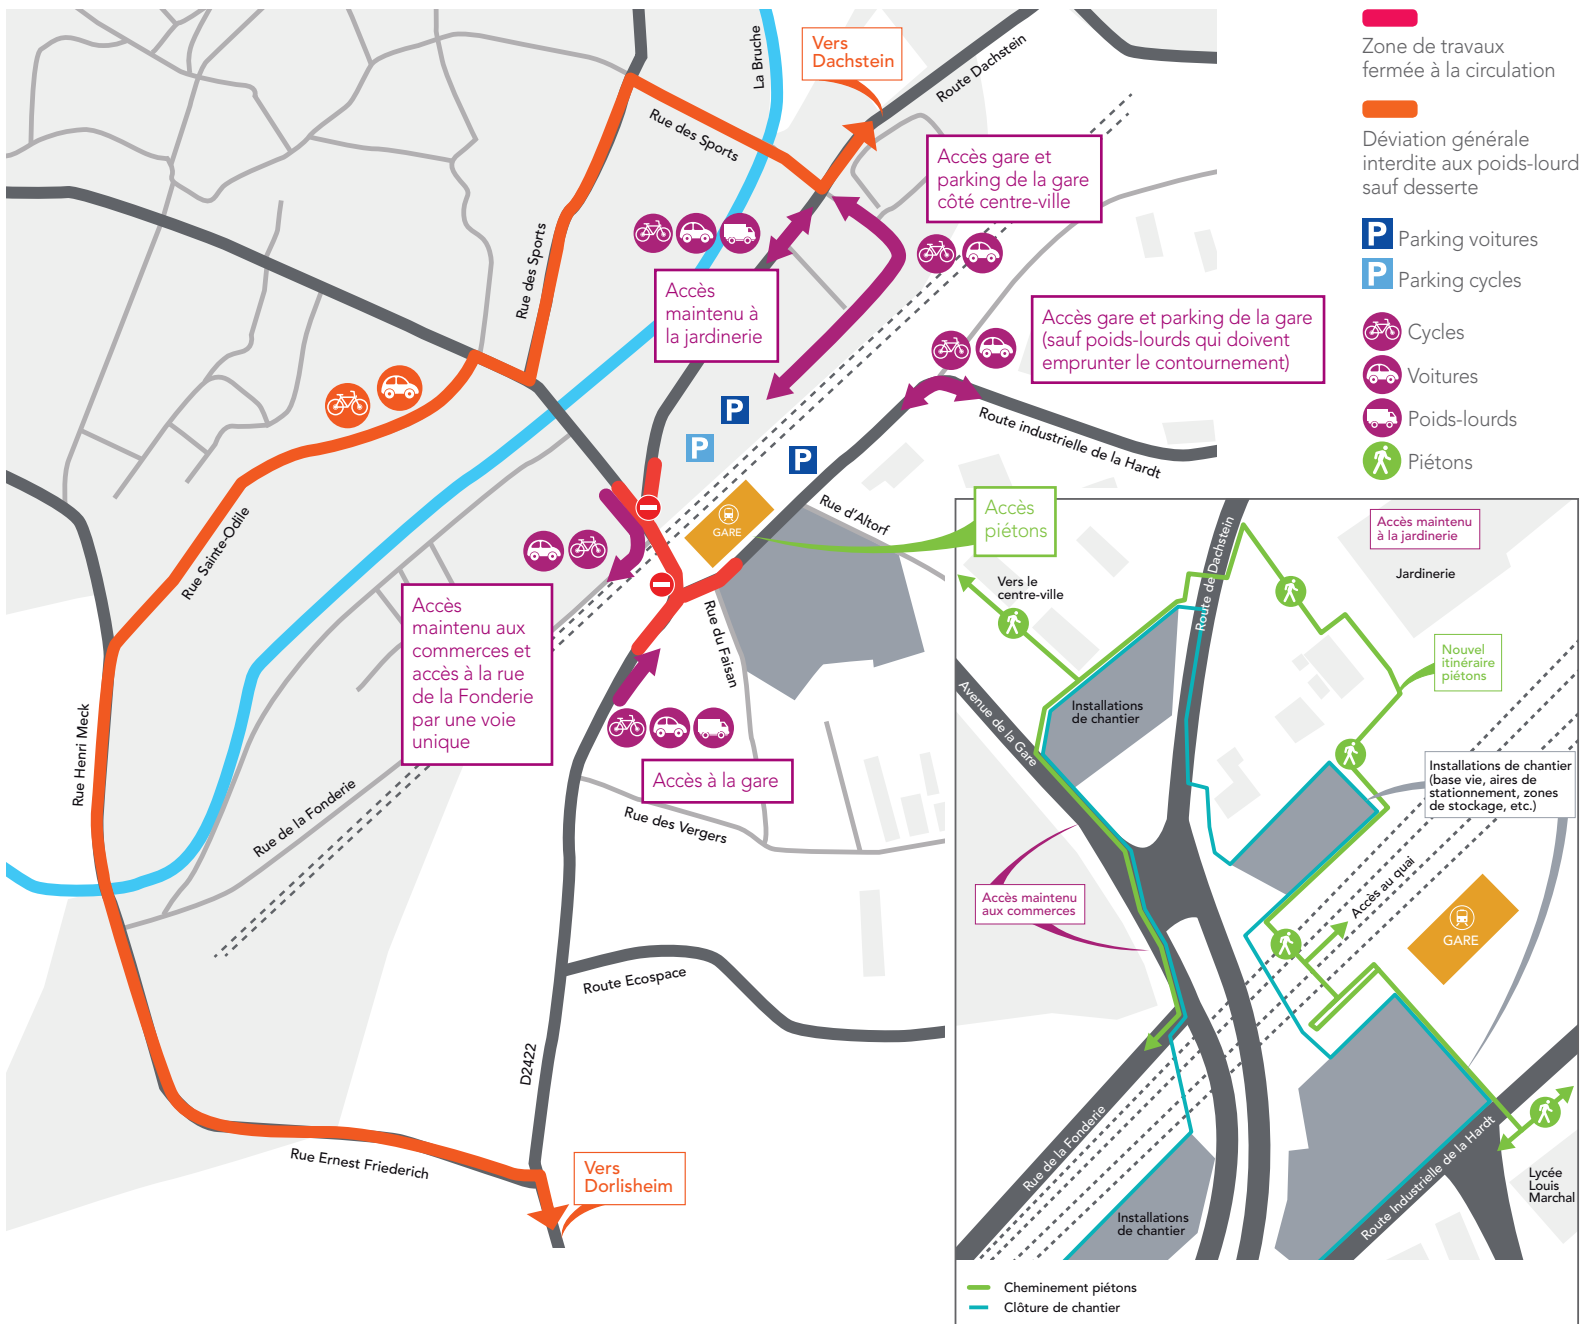 La Bruche
Vers
Dachstein
Route Dachstein
Rue des Sports
Accès gare et
parking de la gare
côté centre-ville
Rue des Sports
Accès
maintenu à
la jardinerie
Accès gare et parking de la gare
(sauf poids-lourds qui doivent
emprunter le contournement)
P
P
P
Route industrielle de la Hardt
Rue d'Altorf
GARE
Accès
piétons
Rue Sainte-Odile
Accès
maintenu aux
commerces et
accès à la rue
de la Fonderie
par une voie
unique
Rue du Faisan
Accès à la gare
Rue Henri Meck
Rue de la Fonderie
Rue des Vergers
Route Ecospace
D2422
Rue Ernest Friederich
Vers
Dorlisheim
Zone de travaux
fermée à la circulation
Déviation générale
interdite aux poids-lourd
sauf desserte
P Parking voitures
P Parking cycles
Cycles
Voitures
Poids-lourds
Piétons
Route de Dachstein
Accès maintenu
à la jardinerie
Jardinerie
Vers le
centre-ville
Nouvel
itinéraire
piétons
Avenue de la Gare
Installations
de chantier
Installations de chantier
(base vie, aires de
stationnement, zones
de stockage, etc.)
Accès maintenu
aux commerces
Accès au quai
GARE
Rue de la Fonderie
Route Industrielle de la Hardt
Lycée
Louis
Marchal
Installations
de chantier
Cheminement piétons
Clôture de chantier